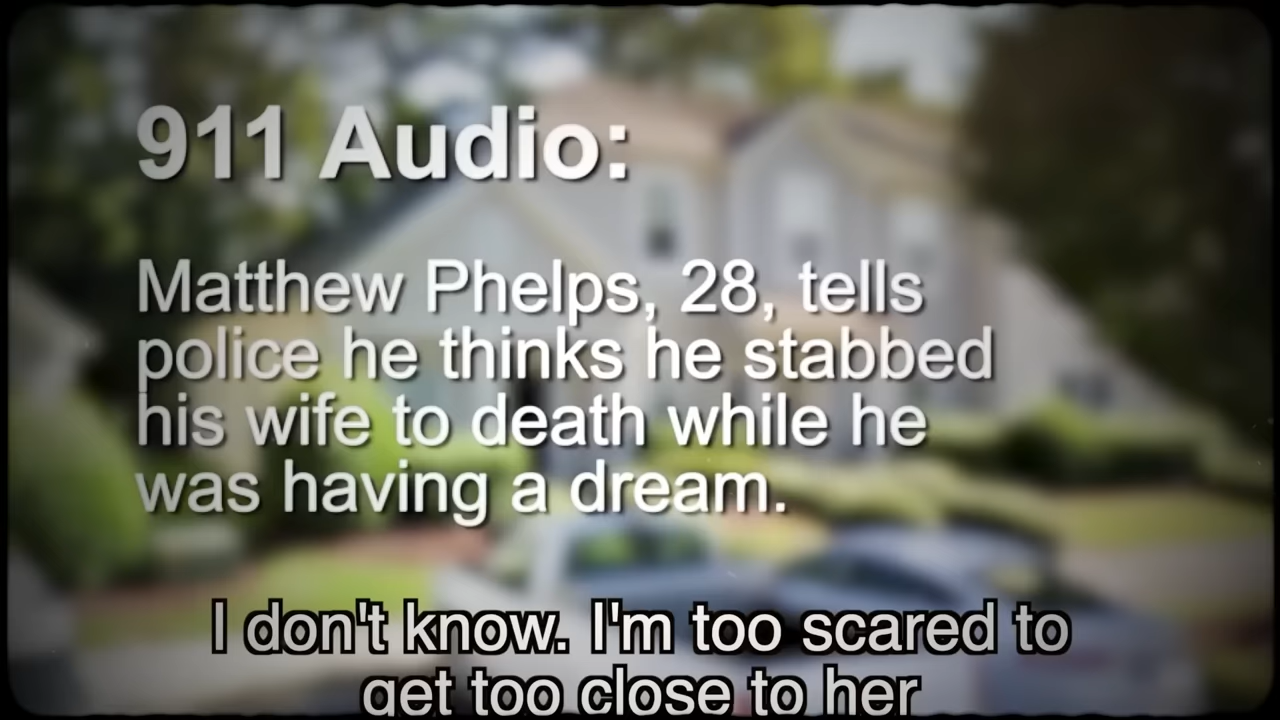 911 Audio:
Matthew Phelps, 28, tells
police he thinks he stabbed
his wife to death while he
was having a dream.
I don't know. I'm too scared to
get too close to her